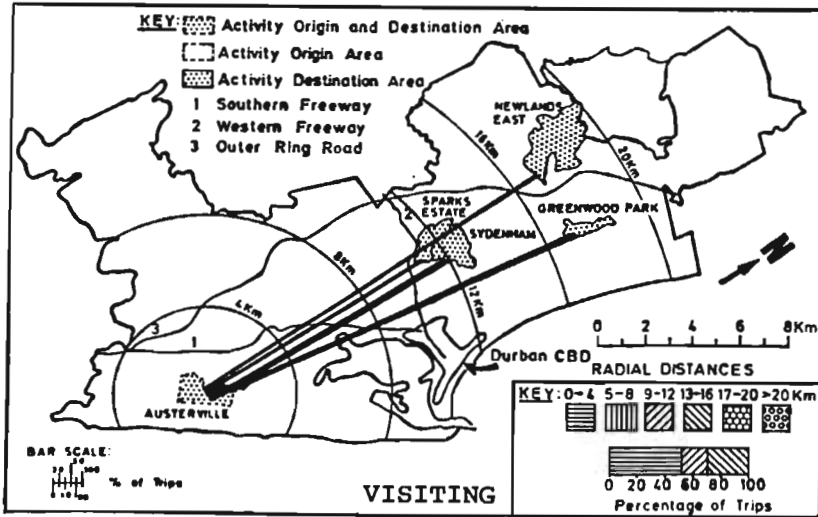 KEY: Activity Origin and Destination Area
Activity Origin Area
Activity Destination Area
1 Southern Freeway
2 Western Freeway
3 Outer Ring Road
NEWLANDS
EAST
16Km
20Km
SPARKS
ESTATE
2
SYDENHAM
GREENWOOD PARK
N
8Km
12Km
4Km
3
1
Durban CBD
AUSTERVILLE
0 2 4 6 8Km
RADIAL DISTANCES
KEY: 0-4 5-8 9-12 13-16 17-20 >20 Km
0 20 40 60 80 100
Percentage of Trips
BAR SCALE:
% of Trips
VISITING